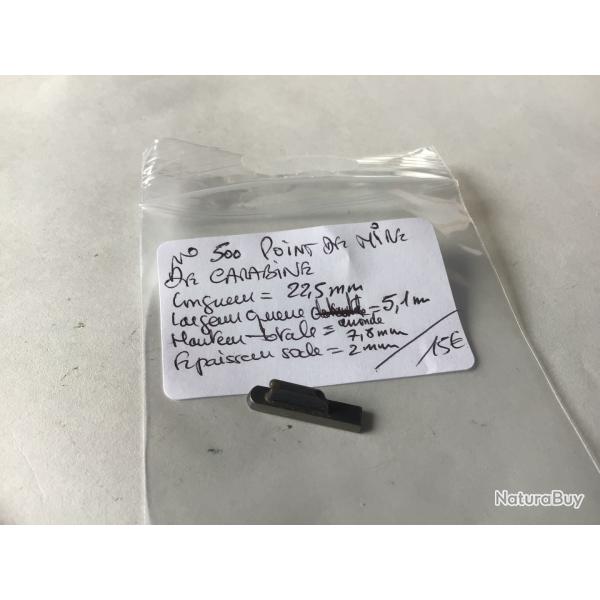 N° 500 POINT DE MIRE
DE CARABINE
Longueur = 22,5 mm
Largeur queue = 5,1 m
aronde
Hauteur totale = 7,8 mm
Epaisseur socle = 2 mm
15€
NaturaBuy